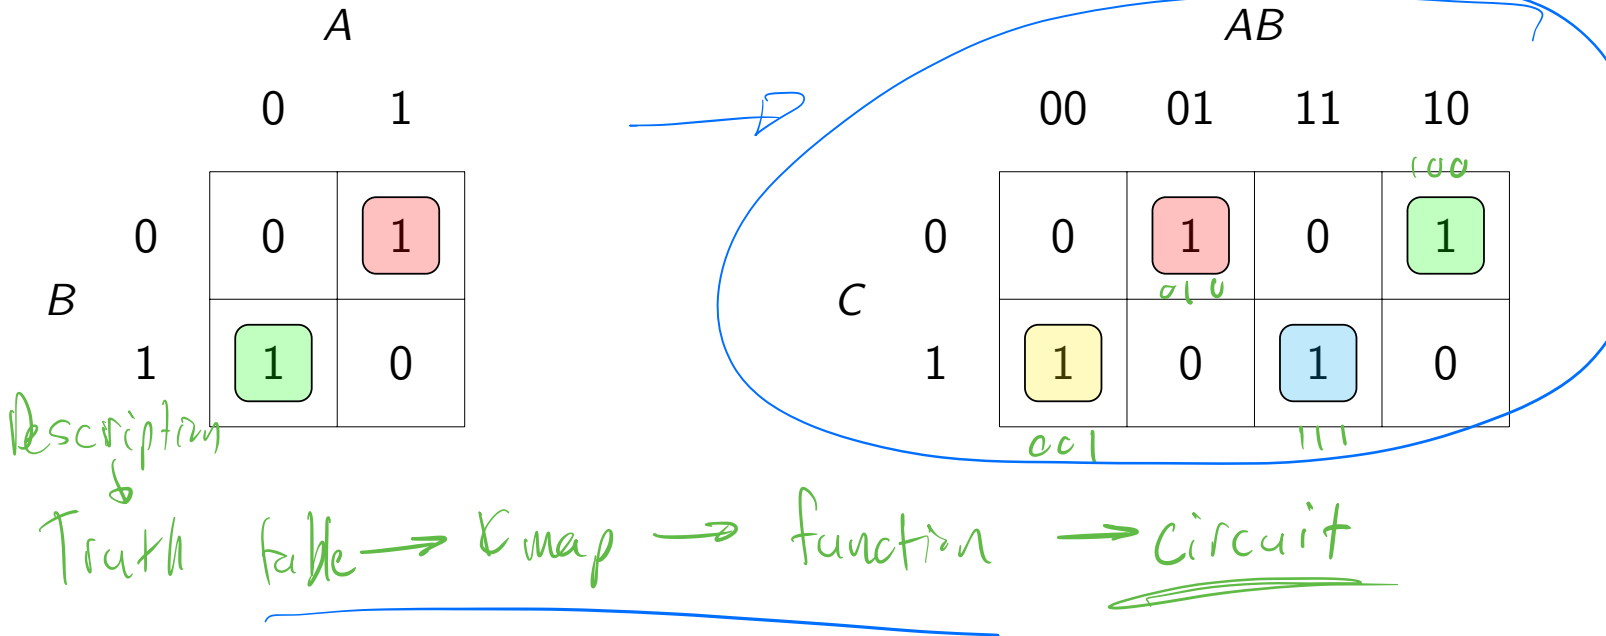 A AB
0 1 00 01 11 10
100
0 0 1 0 0 1 0 1
B C 010
1 1 0 1 1 0 1 0
Description
001 111
Truth table → K map → function → circuit